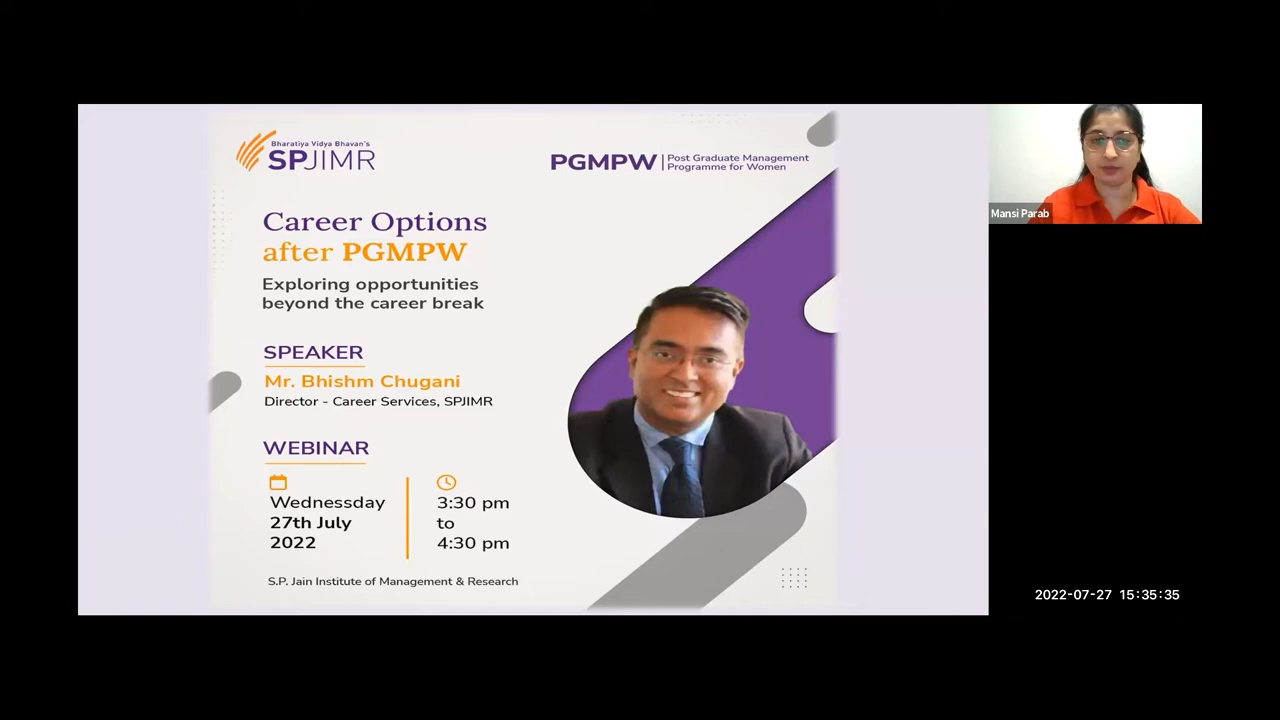 Bharatiya Vidya Bhavan's
SPJIMR
PGMPW
Post Graduate Management
Programme for Women
Career Options
after PGMPW
Exploring opportunities
beyond the career break
SPEAKER
Mr. Bhishm Chugani
Director - Career Services, SPJIMR
WEBINAR
Wednessday
27th July
2022
3:30 pm
to
4:30 pm
S.P. Jain Institute of Management & Research
Mansi Parab
2022-07-27 15:35:35